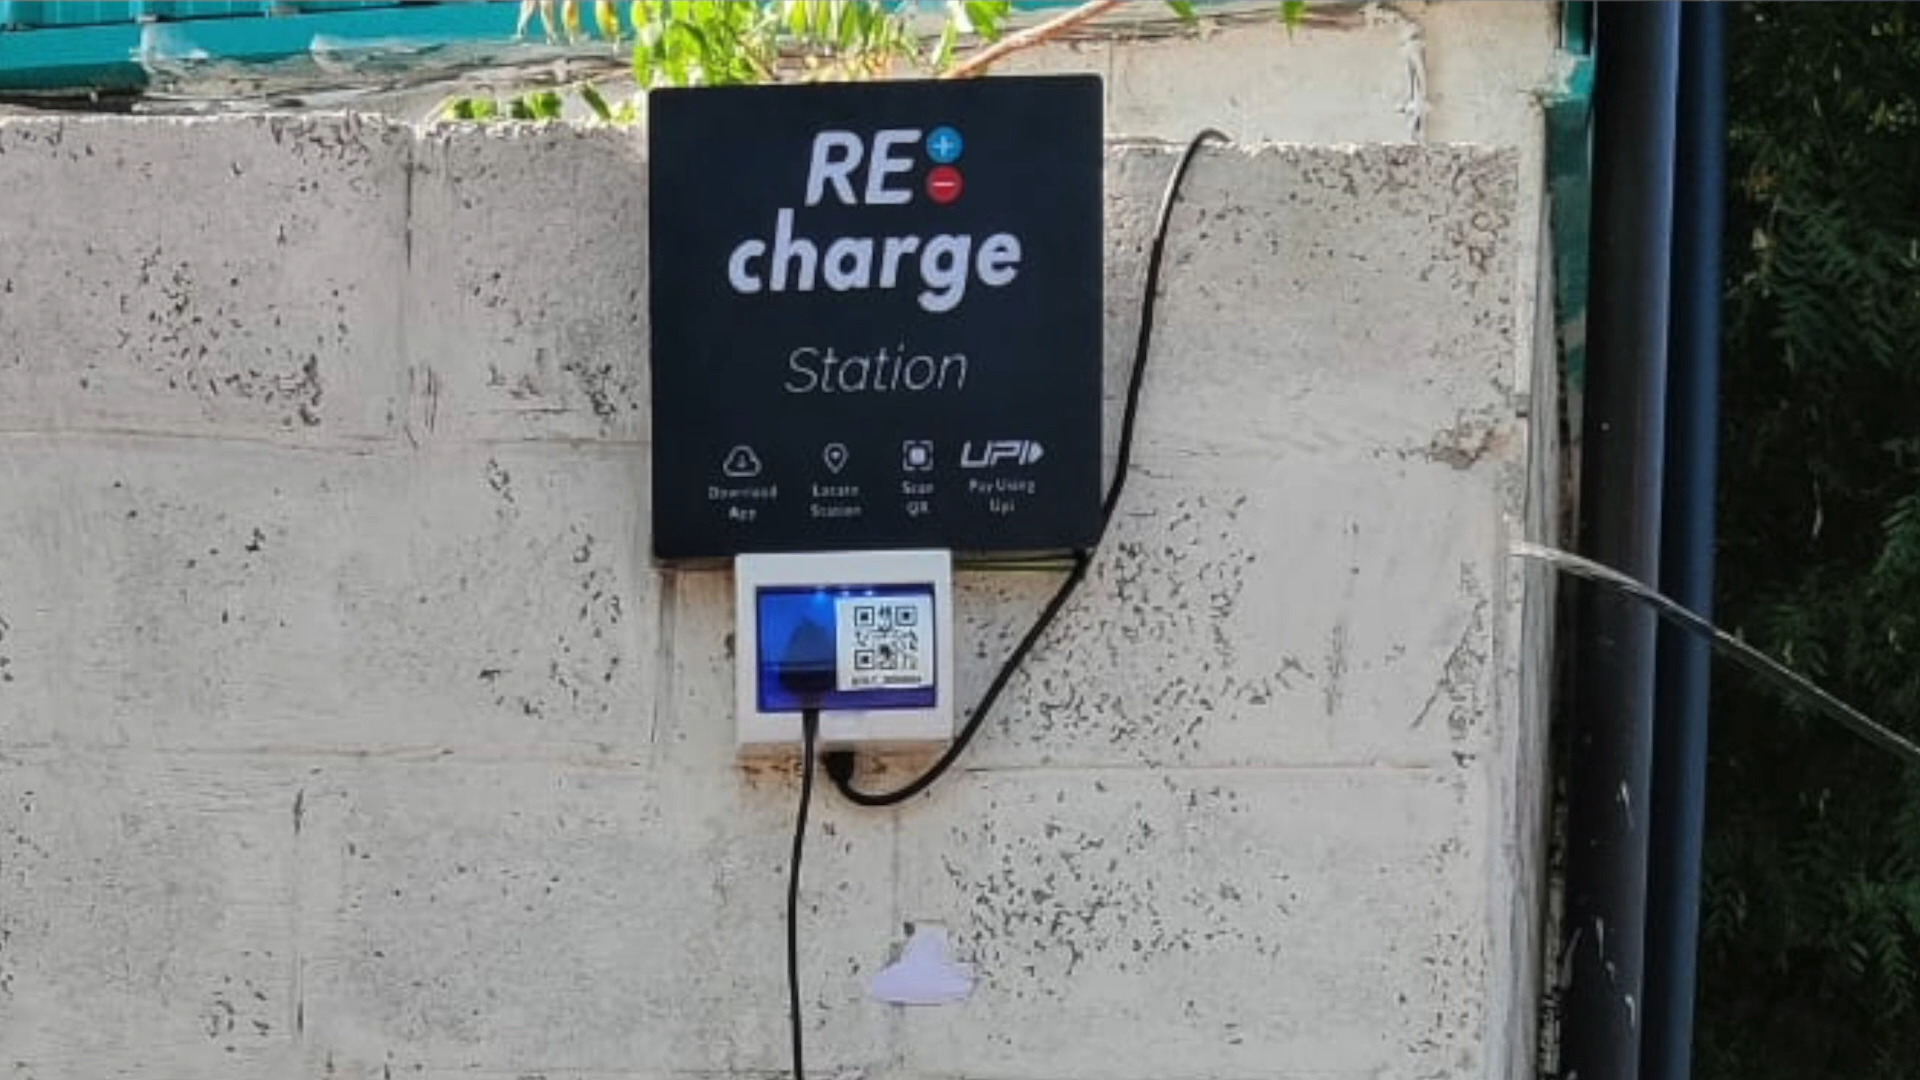 RE
charge
Station
UPI
Download Locate Scan Pay Using
App Station QR Upi